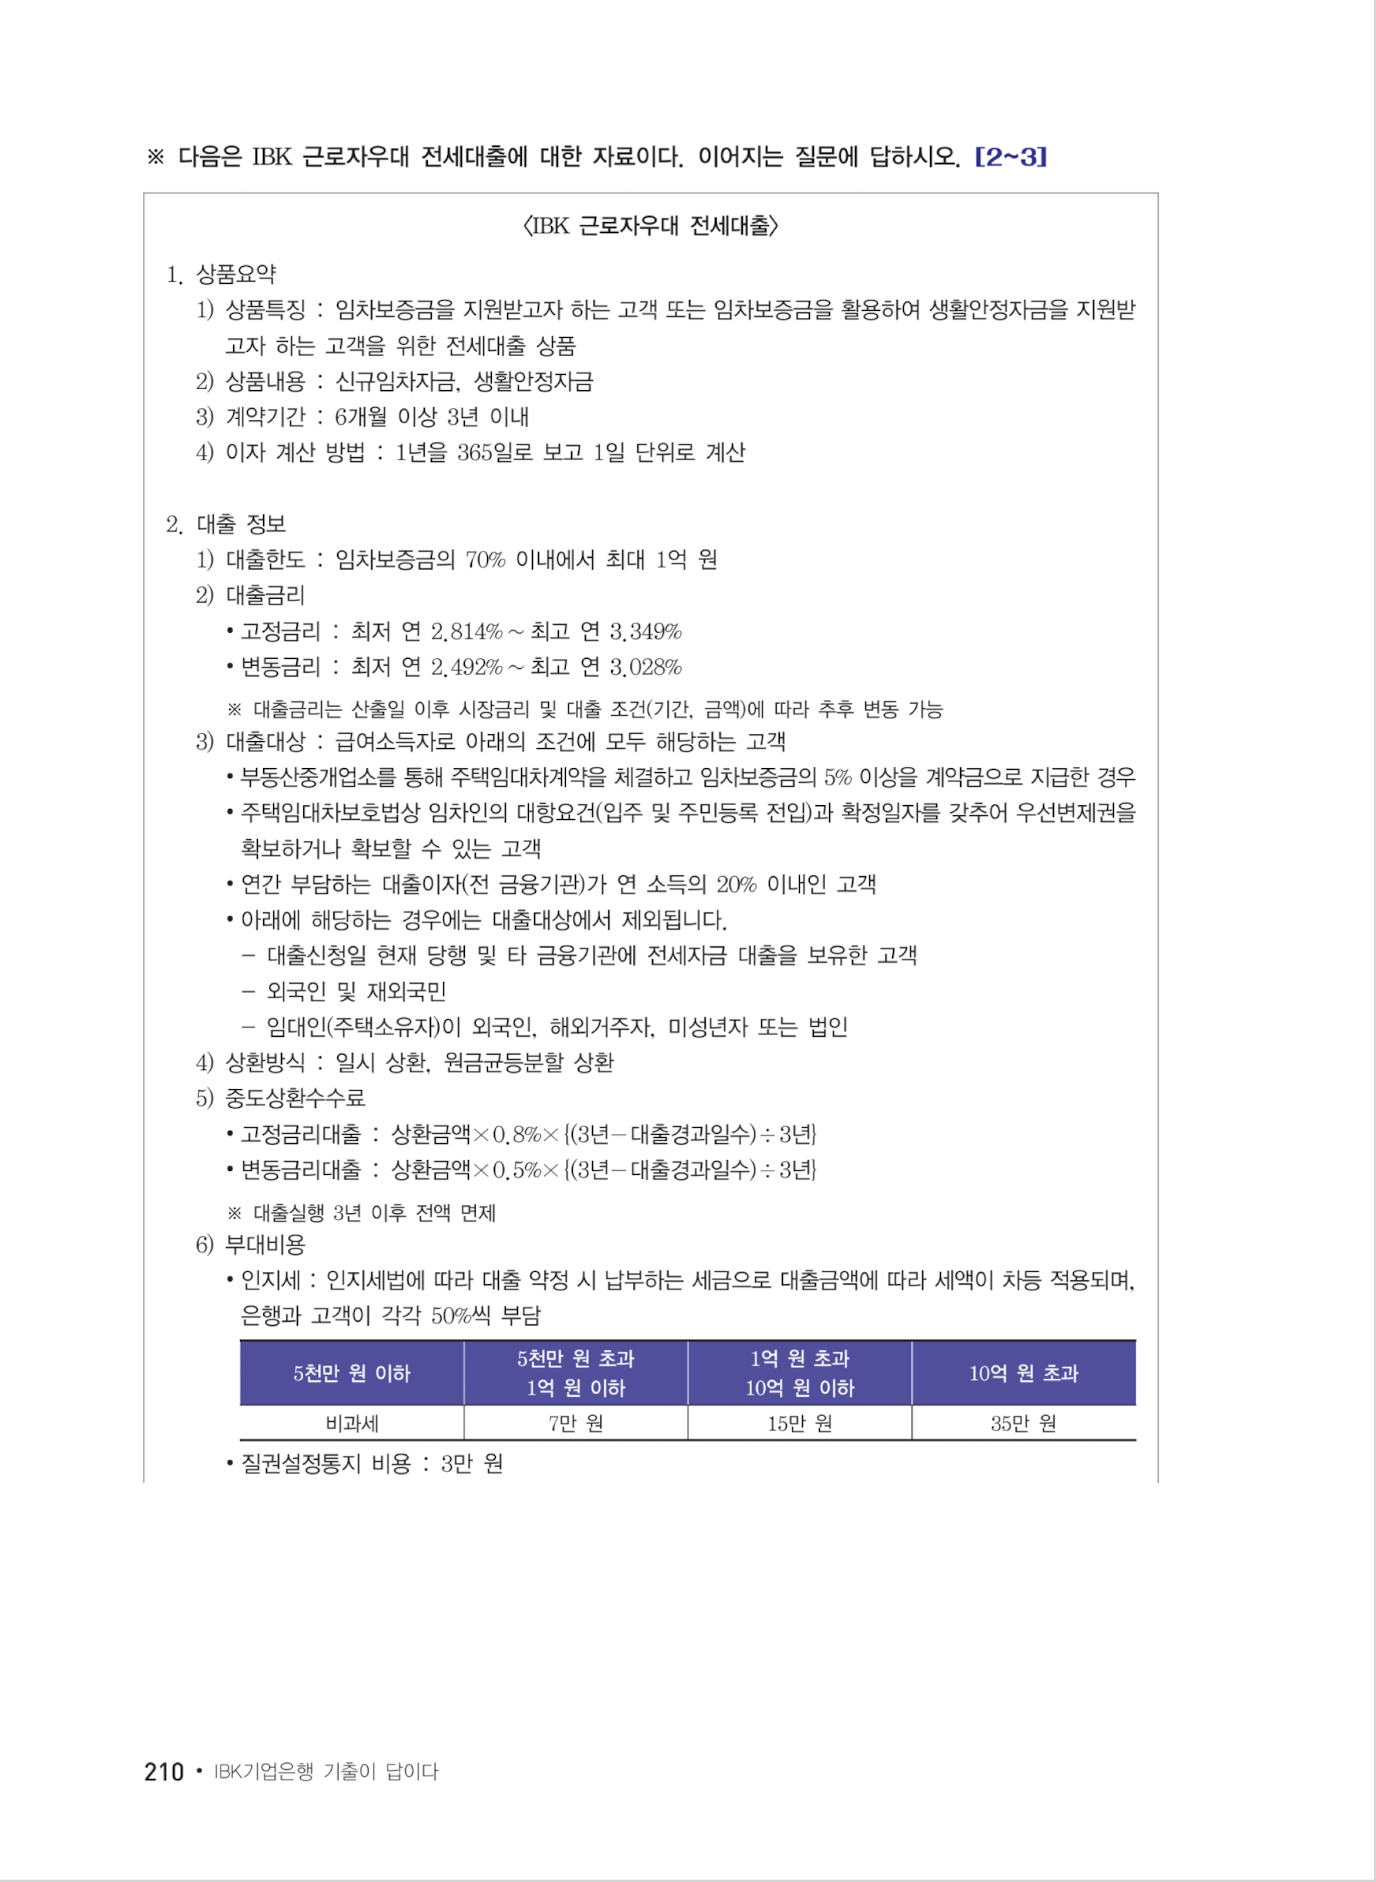 ※ 다음은 IBK 근로자우대 전세대출에 대한 자료이다. 이어지는 질문에 답하시오. [2~3]
〈IBK 근로자우대 전세대출〉
1. 상품요약
1) 상품특징 : 임차보증금을 지원받고자 하는 고객 또는 임차보증금을 활용하여 생활안정자금을 지원받
고자 하는 고객을 위한 전세대출 상품
2) 상품내용 : 신규임차자금, 생활안정자금
3) 계약기간 : 6개월 이상 3년 이내
4) 이자 계산 방법 : 1년을 365일로 보고 1일 단위로 계산
2. 대출 정보
1) 대출한도 : 임차보증금의 70% 이내에서 최대 1억 원
2) 대출금리
• 고정금리 : 최저 연 2.814%~최고 연 3.349%
• 변동금리 : 최저 연 2.492%~최고 연 3.028%
※ 대출금리는 산출일 이후 시장금리 및 대출 조건(기간, 금액)에 따라 추후 변동 가능
3) 대출대상 : 급여소득자로 아래의 조건에 모두 해당하는 고객
• 부동산중개업소를 통해 주택임대차계약을 체결하고 임차보증금의 5% 이상을 계약금으로 지급한 경우
• 주택임대차보호법상 임차인의 대항요건(입주 및 주민등록 전입)과 확정일자를 갖추어 우선변제권을
확보하거나 확보할 수 있는 고객
• 연간 부담하는 대출이자(전 금융기관)가 연 소득의 20% 이내인 고객
• 아래에 해당하는 경우에는 대출대상에서 제외됩니다.
- 대출신청일 현재 당행 및 타 금융기관에 전세자금 대출을 보유한 고객
- 외국인 및 재외국민
- 임대인(주택소유자)이 외국인, 해외거주자, 미성년자 또는 법인
4) 상환방식 : 일시 상환, 원금균등분할 상환
5) 중도상환수수료
• 고정금리대출 : 상환금액×0.8%×{(3년-대출경과일수)÷3년}
• 변동금리대출 : 상환금액×0.5%×{(3년-대출경과일수)÷3년}
※ 대출실행 3년 이후 전액 면제
6) 부대비용
• 인지세 : 인지세법에 따라 대출 약정 시 납부하는 세금으로 대출금액에 따라 세액이 차등 적용되며,
은행과 고객이 각각 50%씩 부담
5천만 원 이하 5천만 원 초과 1억 원 이하 1억 원 초과 10억 원 이하 10억 원 초과
비과세 7만 원 15만 원 35만 원
• 질권설정통지 비용 : 3만 원
210 • IBK기업은행 기출이 답이다